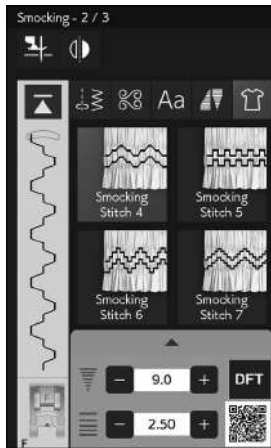 Smocking - 2 / 3
Aa
Smocking
Stitch 4
Smocking
Stitch 5
Smocking
Stitch 6
Smocking
Stitch 7
− 9.0 + DFT
− 2.50 +
F